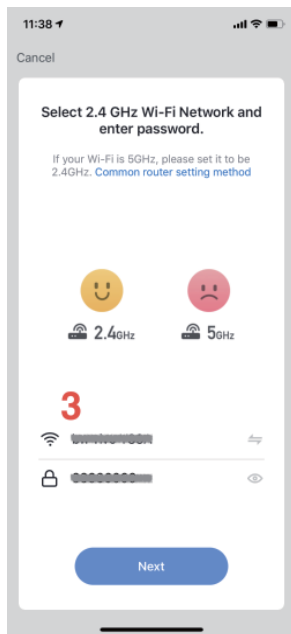 11:38
Cancel
Select 2.4 GHz Wi-Fi Network and
enter password.
If your Wi-Fi is 5GHz, please set it to be
2.4GHz. Common router setting method
2.4GHz
5GHz
3
Next